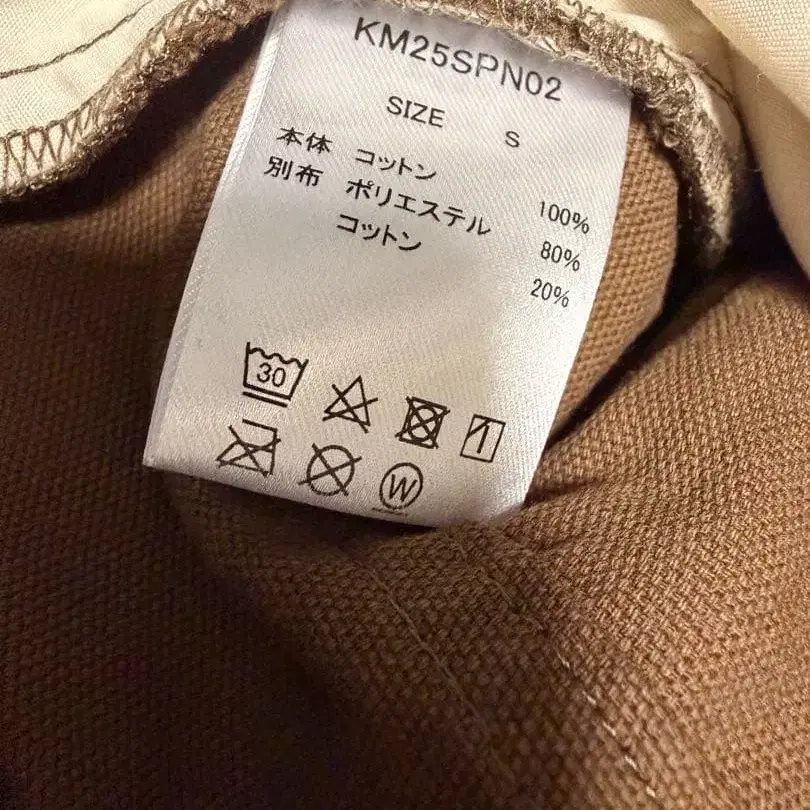 KM25SPN02
SIZE S
本体 コットン 100%
別布 ポリエステル 80%
コットン 20%
30
W